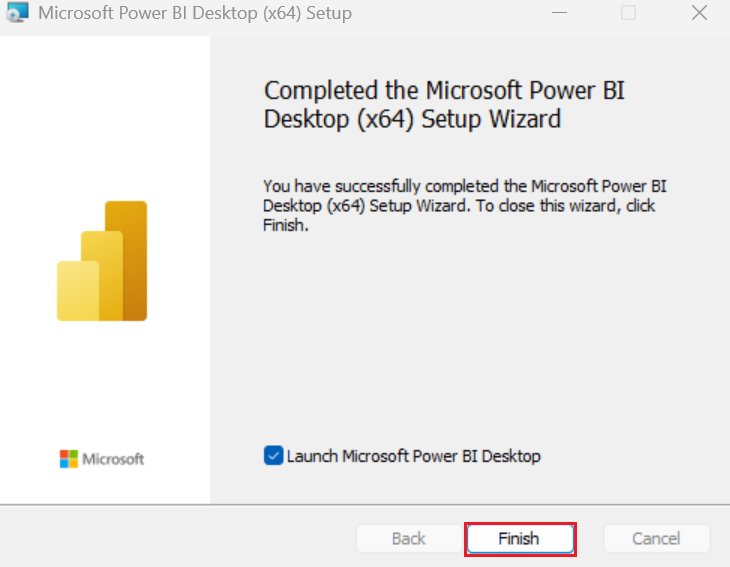 Microsoft Power BI Desktop (x64) Setup
Completed the Microsoft Power BI
Desktop (x64) Setup Wizard
You have successfully completed the Microsoft Power BI
Desktop (x64) Setup Wizard. To close this wizard, click
Finish.
Microsoft
Launch Microsoft Power BI Desktop
Back
Finish
Cancel